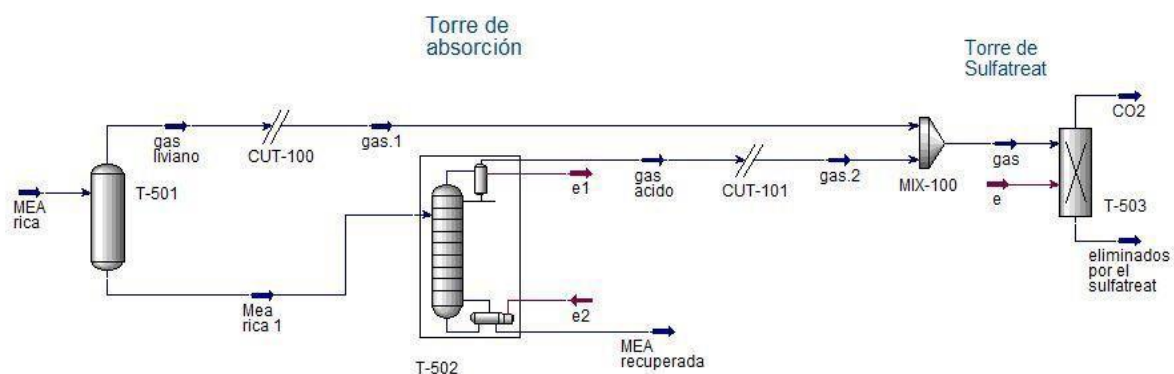 Torre de
absorción
Torre de
Sulfatreat
CO2
gas
liviano
CUT-100
gas.1
gas
acido
CUT-101
gas.2
MIX-100
gas
e
T-503
MEA
rica
T-501
e1
Mea
rica 1
e2
MEA
recuperada
T-502
eliminados
por el
sulfatreat